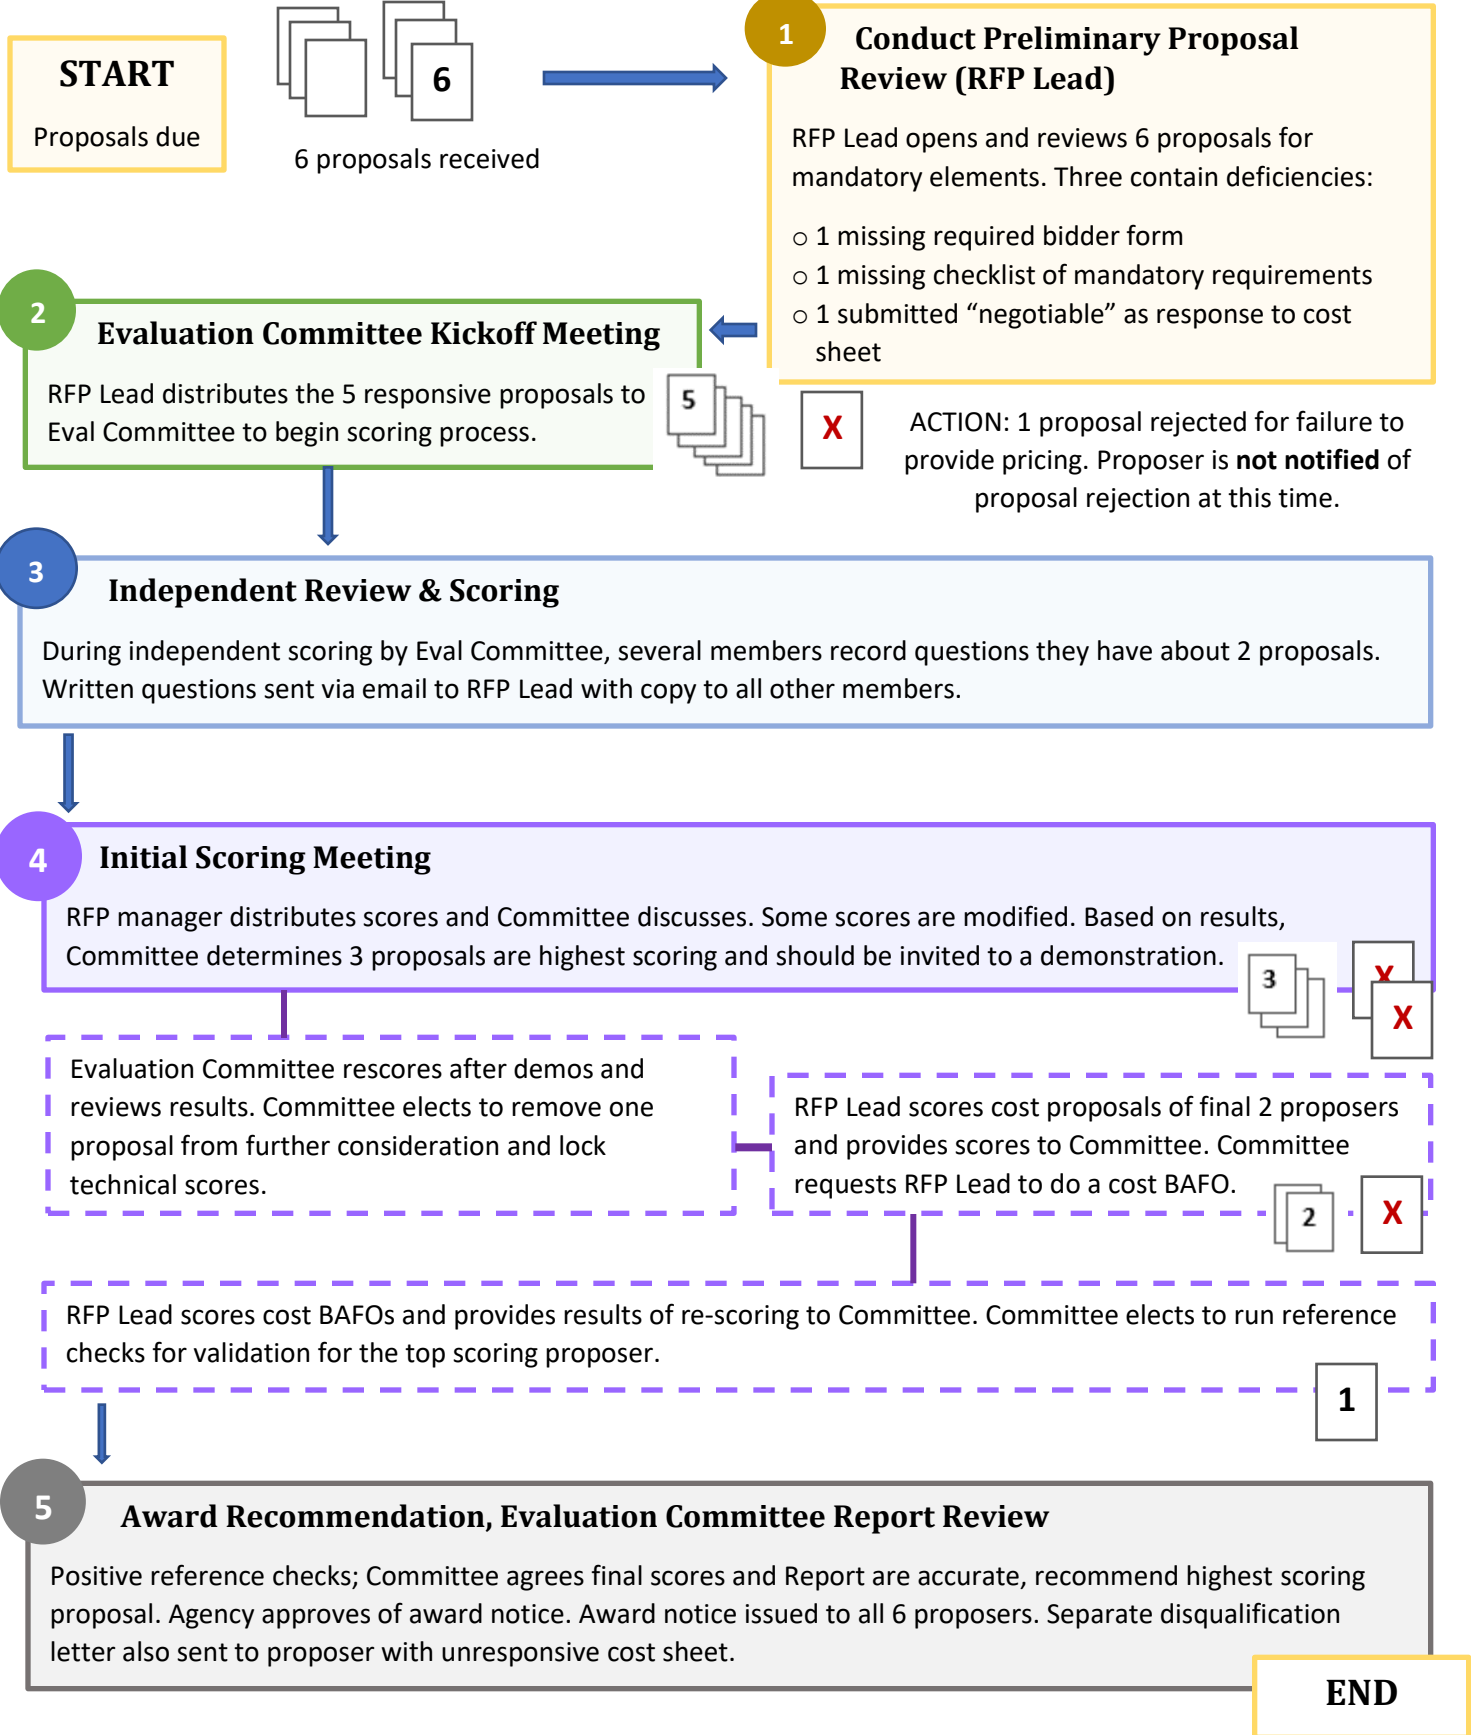 START
Proposals due
6
6 proposals received
1
Conduct Preliminary Proposal
Review (RFP Lead)
RFP Lead opens and reviews 6 proposals for
mandatory elements. Three contain deficiencies:
o 1 missing required bidder form
o 1 missing checklist of mandatory requirements
o 1 submitted “negotiable” as response to cost
sheet
2
Evaluation Committee Kickoff Meeting
RFP Lead distributes the 5 responsive proposals to
Eval Committee to begin scoring process.
5
X
ACTION: 1 proposal rejected for failure to
provide pricing. Proposer is not notified of
proposal rejection at this time.
3
Independent Review & Scoring
During independent scoring by Eval Committee, several members record questions they have about 2 proposals.
Written questions sent via email to RFP Lead with copy to all other members.
4
Initial Scoring Meeting
RFP manager distributes scores and Committee discusses. Some scores are modified. Based on results,
Committee determines 3 proposals are highest scoring and should be invited to a demonstration.
3
X
X
Evaluation Committee rescores after demos and
reviews results. Committee elects to remove one
proposal from further consideration and lock
technical scores.
RFP Lead scores cost proposals of final 2 proposers
and provides scores to Committee. Committee
requests RFP Lead to do a cost BAFO.
2
X
RFP Lead scores cost BAFOs and provides results of re-scoring to Committee. Committee elects to run reference
checks for validation for the top scoring proposer.
1
5
Award Recommendation, Evaluation Committee Report Review
Positive reference checks; Committee agrees final scores and Report are accurate, recommend highest scoring
proposal. Agency approves of award notice. Award notice issued to all 6 proposers. Separate disqualification
letter also sent to proposer with unresponsive cost sheet.
END